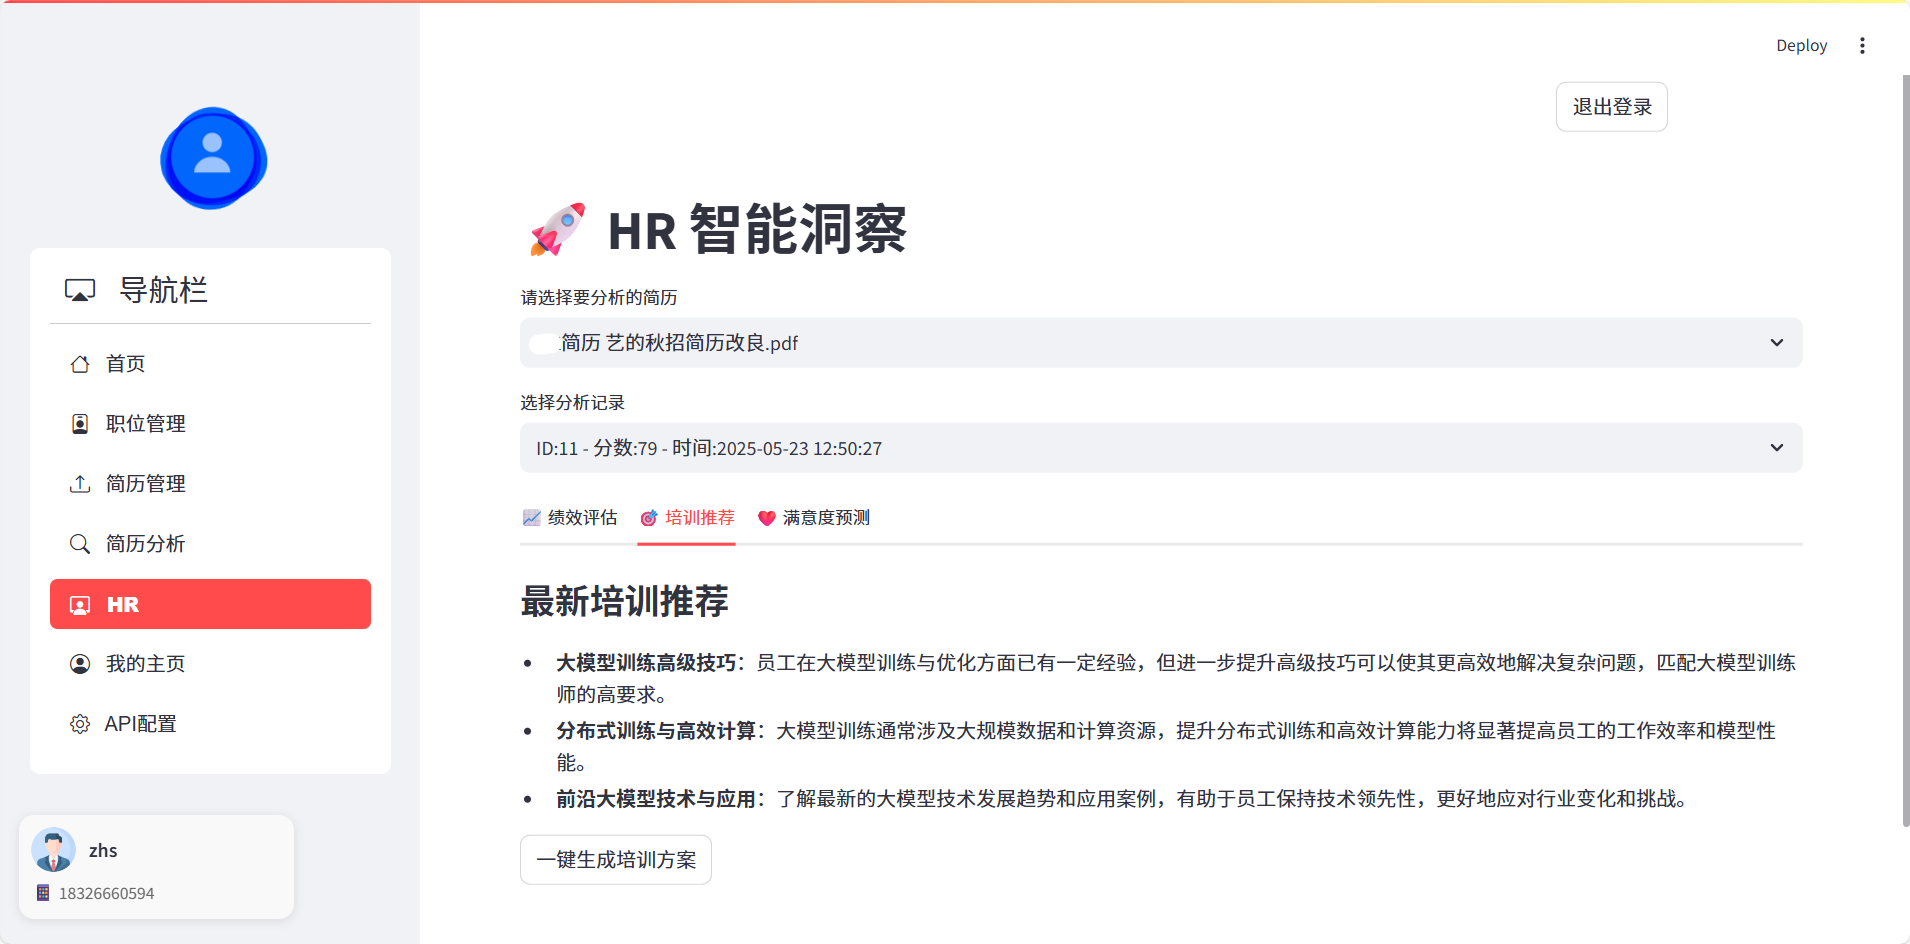 Deploy
退出登录
导航栏
首页
职位管理
简历管理
简历分析
HR
我的主页
API配置
zhs
18326660594
HR 智能洞察
请选择要分析的简历
简历 艺的秋招简历改良.pdf
选择分析记录
ID:11 - 分数:79 - 时间:2025-05-23 12:50:27
绩效评估 培训推荐 满意度预测
最新培训推荐
大模型训练高级技巧：员工在大模型训练与优化方面已有一定经验，但进一步提升高级技巧可以使其更高效地解决复杂问题，匹配大模型训练
师的高要求。
分布式训练与高效计算：大模型训练通常涉及大规模数据和计算资源，提升分布式训练和高效计算能力将显著提高员工的工作效率和模型性
能。
前沿大模型技术与应用：了解最新的大模型技术发展趋势和应用案例，有助于员工保持技术领先性，更好地应对行业变化和挑战。
一键生成培训方案